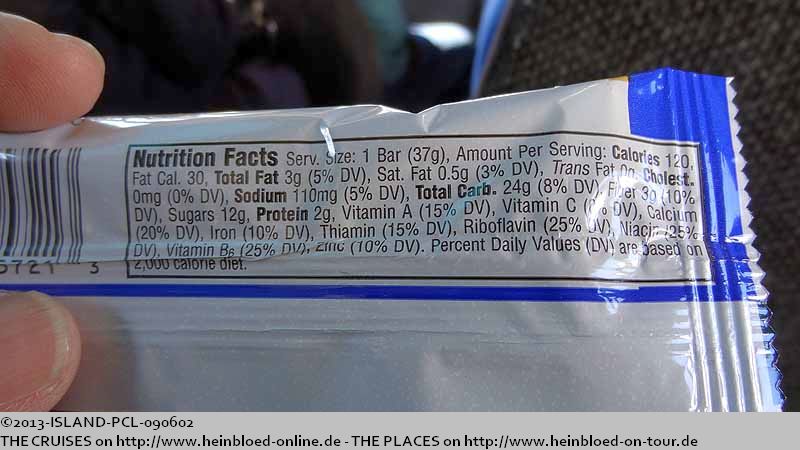 Nutrition Facts Serv. Size: 1 Bar (37g), Amount Per Serving: Calories 120,
Fat Cal. 30, Total Fat 3g (5% DV), Sat. Fat 0.5g (3% DV), Trans Fat 0g, Cholest.
0mg (0% DV), Sodium 110mg (5% DV), Total Carb. 24g (8% DV), Fiber 3g (10%
DV), Sugars 12g, Protein 2g, Vitamin A (15% DV), Vitamin C (0% DV), Calcium
(20% DV), Iron (10% DV), Thiamin (15% DV), Riboflavin (25% DV), Niacin (25%
DV), Vitamin B6 (25% DV), Zinc (10% DV). Percent Daily Values (DV) are based on
2,000 calorie diet.
5721 3
©2013-ISLAND-PCL-090602
THE CRUISES on http://www.heinbloed-online.de - THE PLACES on http://www.heinbloed-on-tour.de